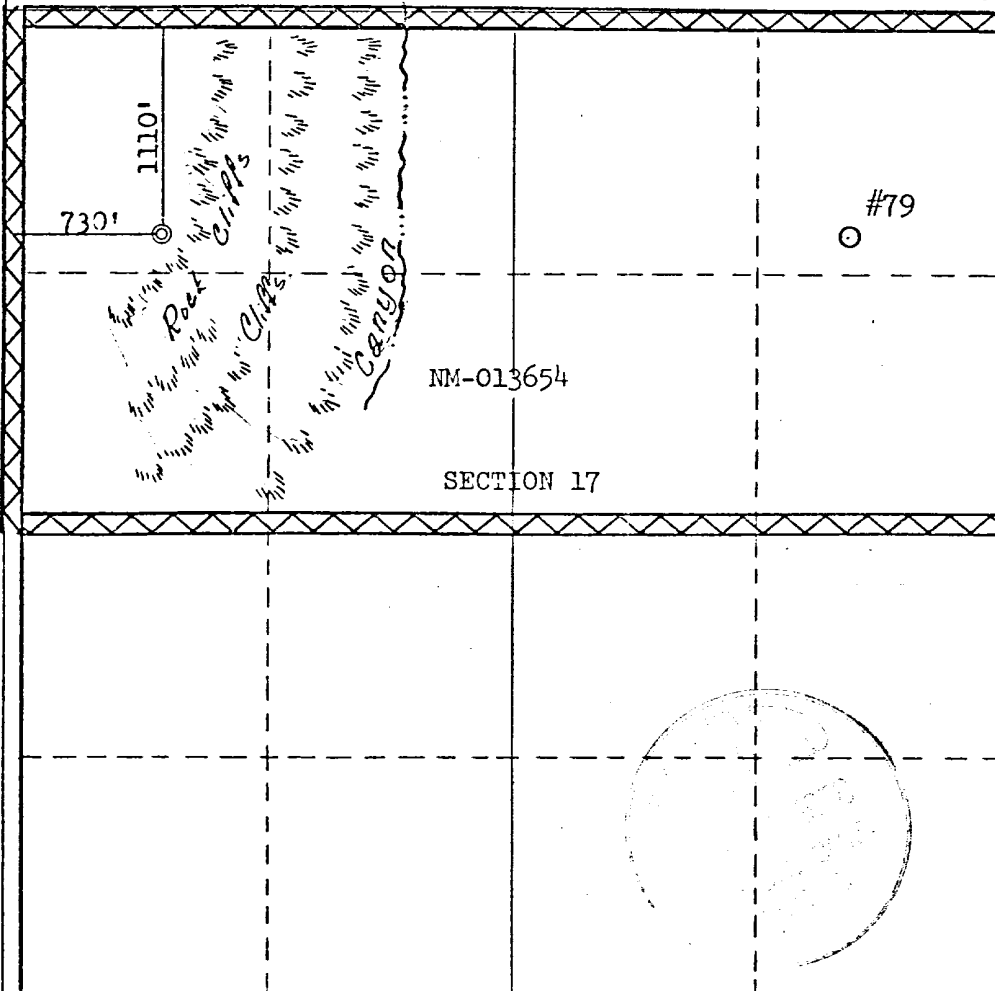 1110'
730'
#79
Rock Cliffs
Cliffs
Canyon
NM-013654
SECTION 17